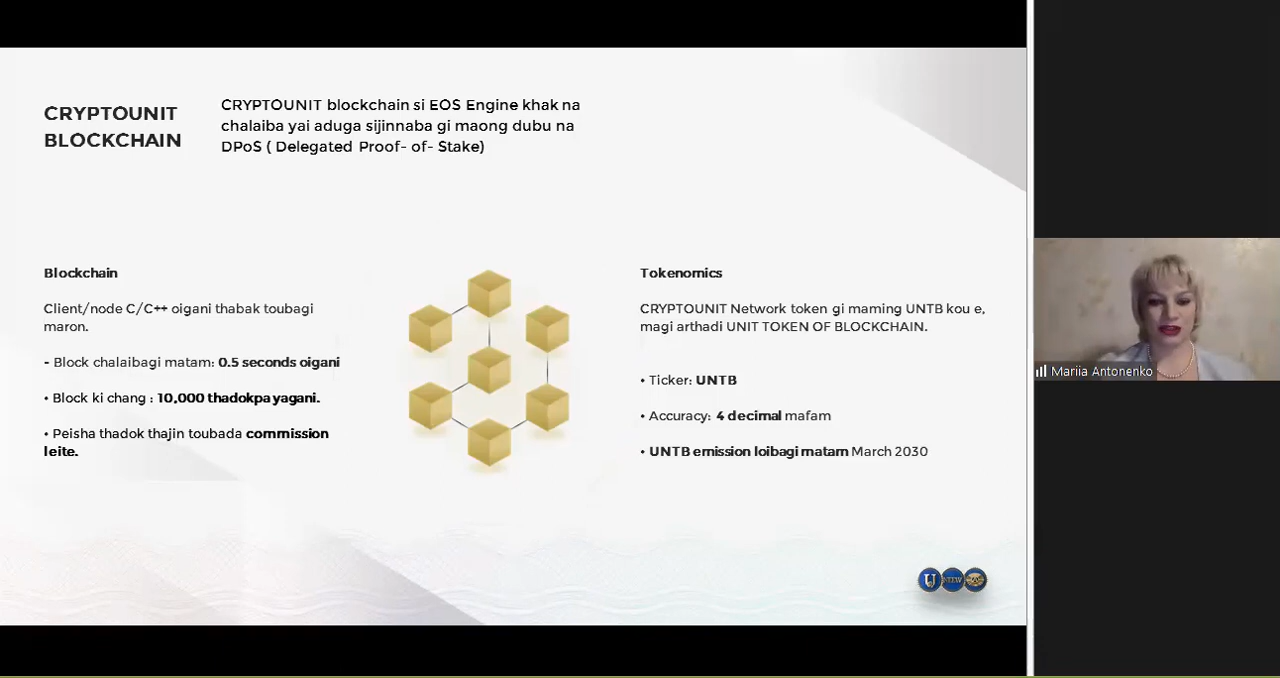 CRYPTOUNIT
BLOCKCHAIN
CRYPTOUNIT blockchain si EOS Engine khak na
chalaiba yai aduga sijinnaba gi maong dubu na
DPoS ( Delegated Proof- of- Stake)
Blockchain
Client/node C/C++ oigani thabak toubagi
maron.
- Block chalaibagi matam: 0.5 seconds oigani
• Block ki chang : 10,000 thadokpa yagani.
• Peisha thadok thajin toubada commission
leite.
Tokenomics
CRYPTOUNIT Network token gi maming UNTB kou e,
magi arthadi UNIT TOKEN OF BLOCKCHAIN.
• Ticker: UNTB
• Accuracy: 4 decimal mafam
• UNTB emission loibagi matam March 2030
Mariia Antonenko